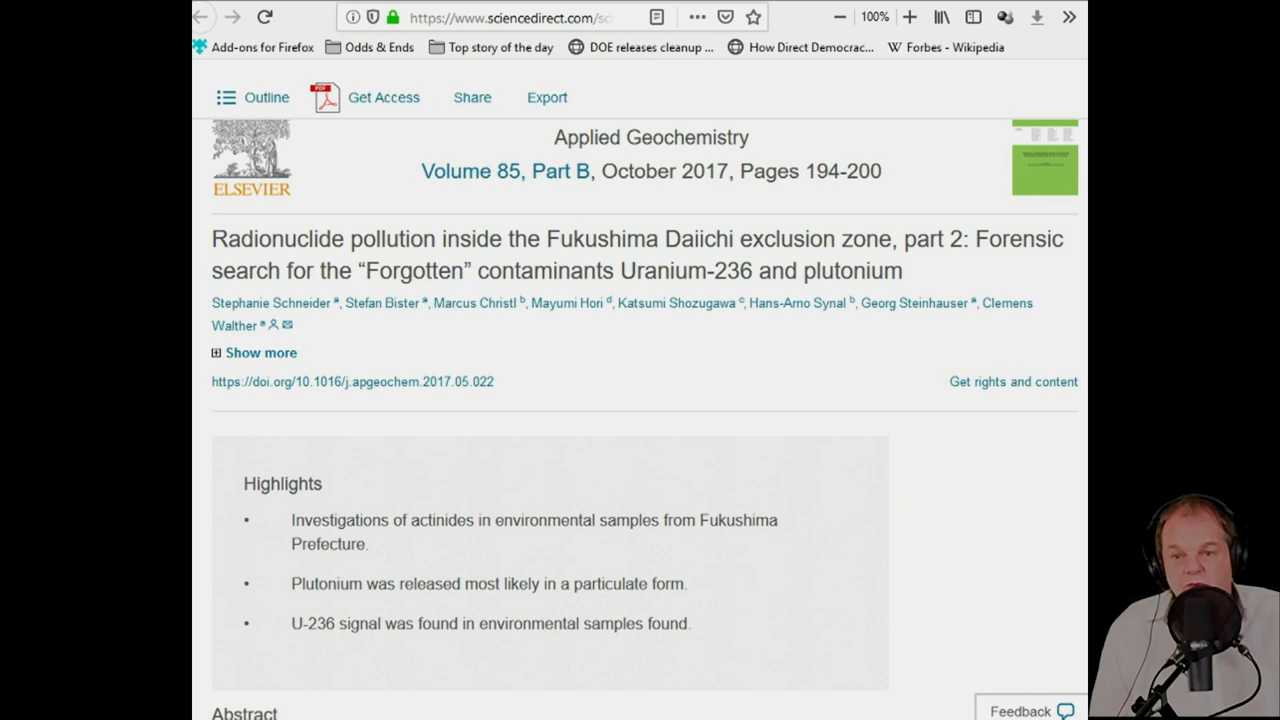 https://www.sciencedirect.com/sc
100%
Add-ons for Firefox
Odds & Ends
Top story of the day
DOE releases cleanup ...
How Direct Democrac...
W Forbes - Wikipedia
Outline
PDF
Get Access
Share
Export
ELSEVIER
Applied Geochemistry
Volume 85, Part B, October 2017, Pages 194-200
Radionuclide pollution inside the Fukushima Daiichi exclusion zone, part 2: Forensic
search for the “Forgotten” contaminants Uranium-236 and plutonium
Stephanie Schneider a, Stefan Bister a, Marcus Christl b, Mayumi Hori d, Katsumi Shozugawa c, Hans-Arno Synal b, Georg Steinhauser a, Clemens
Walther a
Show more
https://doi.org/10.1016/j.apgeochem.2017.05.022
Get rights and content
Highlights
• Investigations of actinides in environmental samples from Fukushima
Prefecture.
• Plutonium was released most likely in a particulate form.
• U-236 signal was found in environmental samples found.
Abstract
Feedback